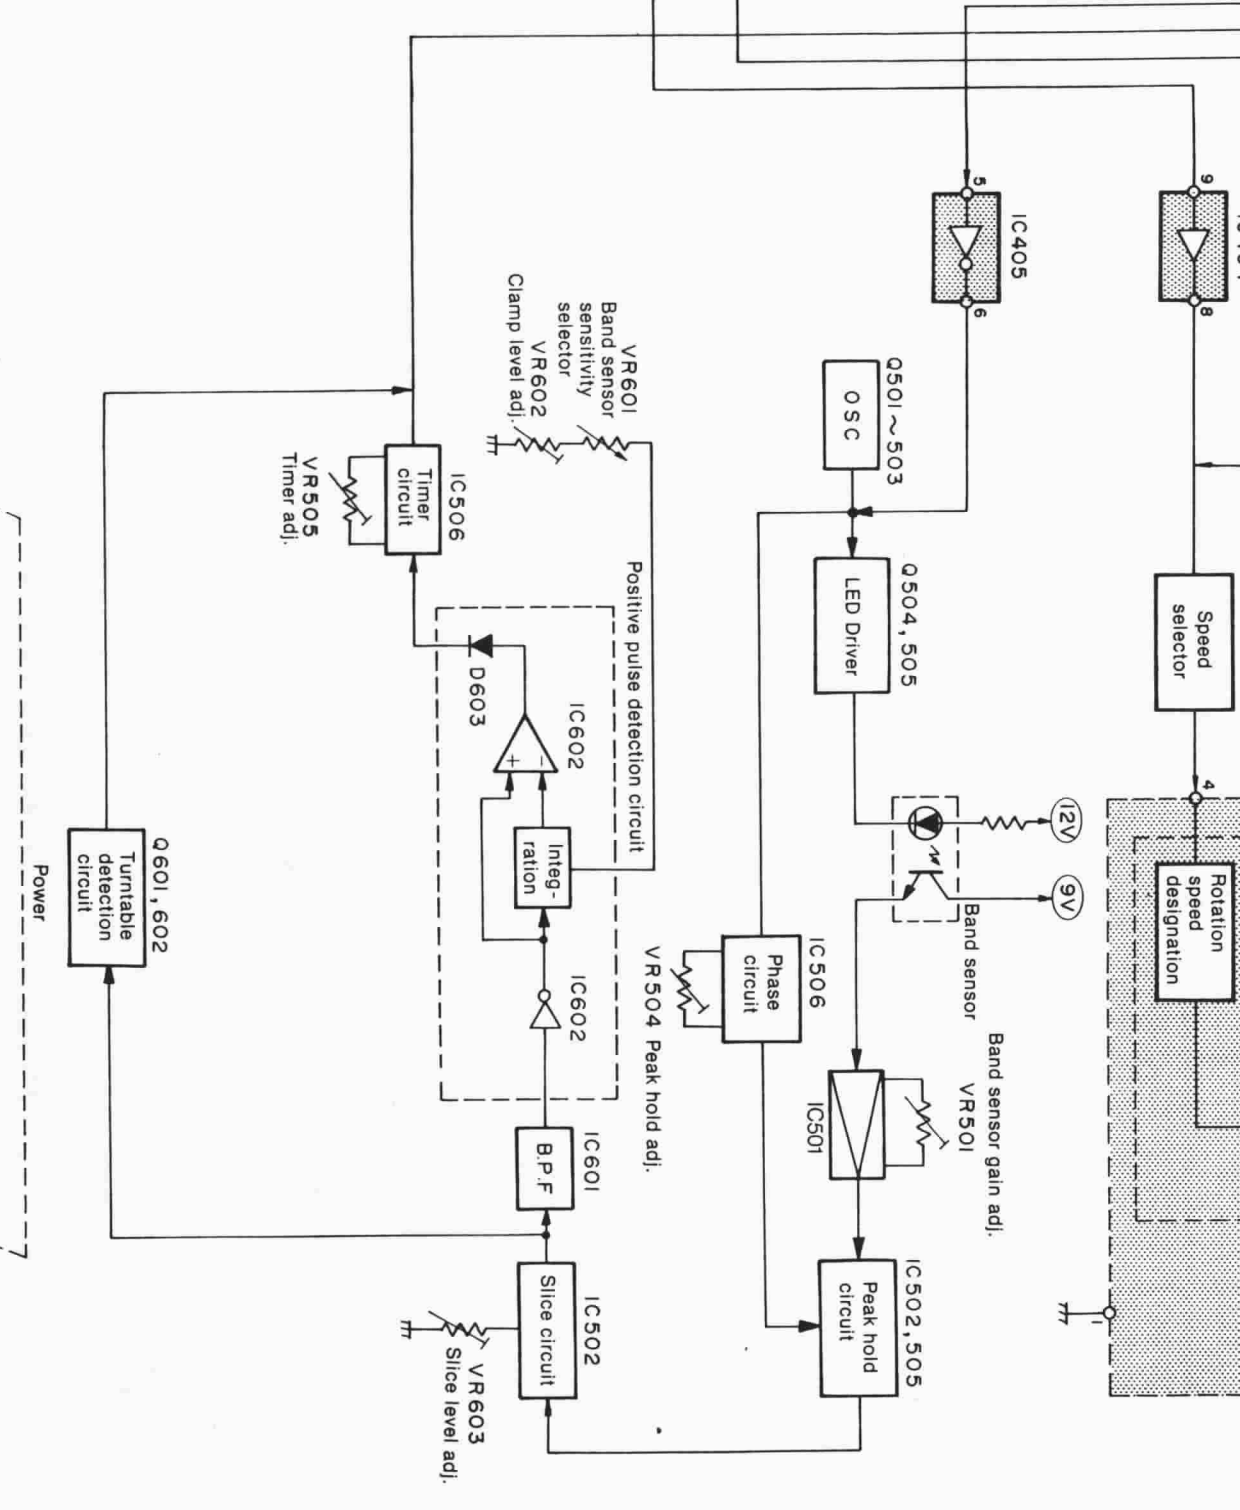 9
8
Speed
selector
4
Rotation
speed
designation
1
5
IC405
6
Q501~503
OSC
Q504,505
LED Driver
12V
9V
Band sensor
Band sensor gain adj.
VR501
IC501
IC506
Phase
circuit
VR504 Peak hold adj.
IC502,505
Peak hold
circuit
VR601
Band sensor
sensitivity
selector
VR602
Clamp level adj.
Positive pulse detection circuit
IC506
Timer
circuit
VR505
Timer adj.
D603
IC602
+
−
Integ-
ration
IC602
IC601
B.P.F
IC502
Slice circuit
VR603
Slice level adj.
Q601,602
Turntable
detection
circuit
Power